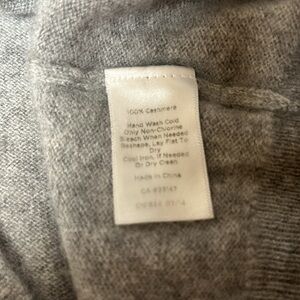 100% Cashmere
Hand Wash Cold
Only Non-Chlorine
Bleach When Needed
Reshape, Lay Flat To
Dry
Cool Iron, If Needed
Or Dry Clean
Made In China